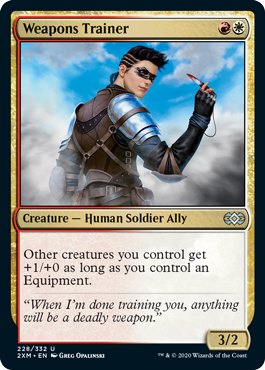 Weapons Trainer
Creature — Human Soldier Ally
Other creatures you control get
+1/+0 as long as you control an
Equipment.
“When I’m done training you, anything
will be a deadly weapon.”
3/2
228/332 U
2XM • EN Greg Opalinski
™ & © 2020 Wizards of the Coast